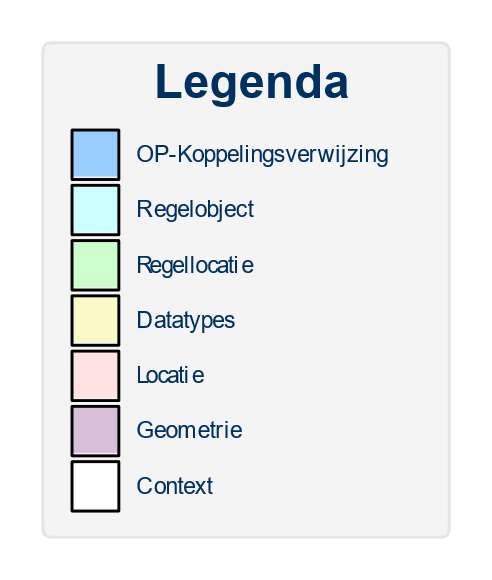 Legenda
OP-Koppelingsverwijzing
Regelobject
Regellocatie
Datatypes
Locatie
Geometrie
Context